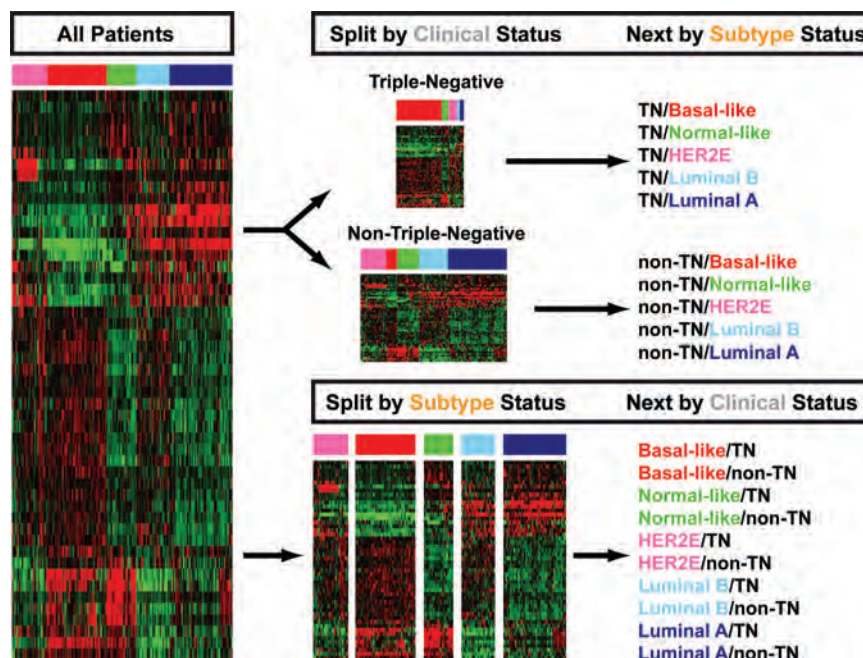 All Patients
Split by Clinical Status
Next by Subtype Status
Triple-Negative
TN/Basal-like
TN/Normal-like
TN/HER2E
TN/Luminal B
TN/Luminal A
Non-Triple-Negative
non-TN/Basal-like
non-TN/Normal-like
non-TN/HER2E
non-TN/Luminal B
non-TN/Luminal A
Split by Subtype Status
Next by Clinical Status
Basal-like/TN
Basal-like/non-TN
Normal-like/TN
Normal-like/non-TN
HER2E/TN
HER2E/non-TN
Luminal B/TN
Luminal B/non-TN
Luminal A/TN
Luminal A/non-TN